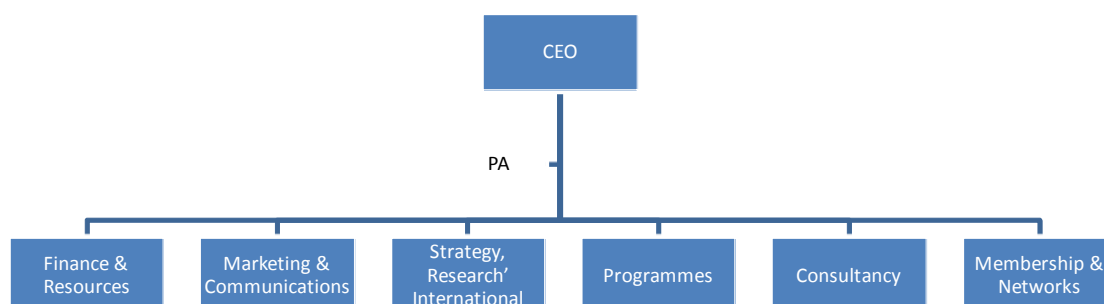 CEO
PA
Finance &
Resources
Marketing &
Communications
Strategy,
Research’
International
Programmes
Consultancy
Membership &
Networks